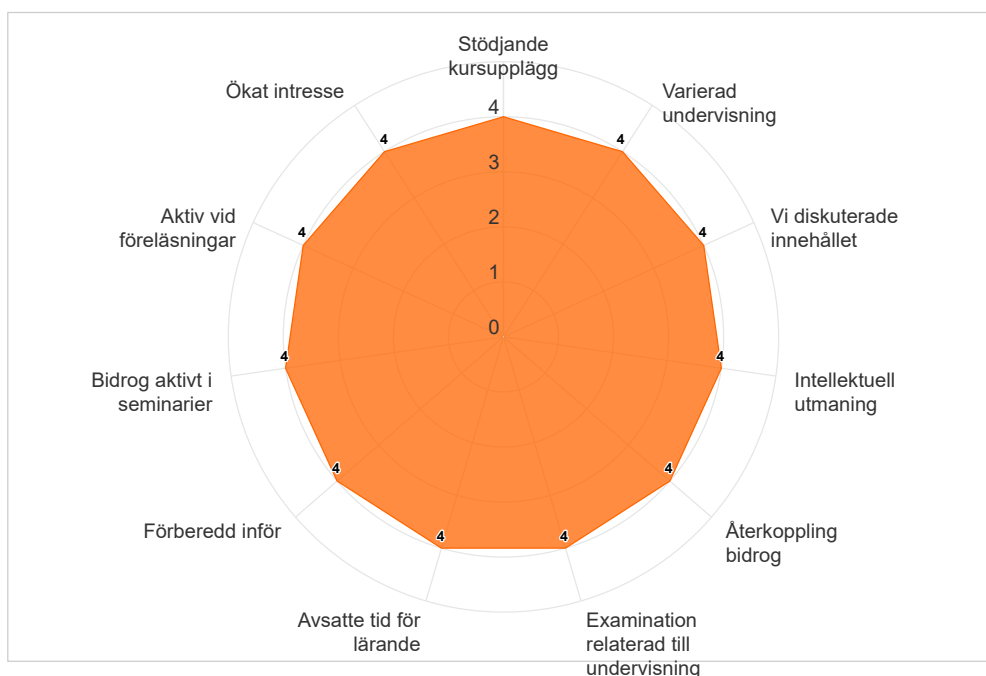 Stödjande
kursupplägg
Ökat intresse
Varierad
undervisning
4
4
4
3
Aktiv vid
föreläsningar
Vi diskuterade
innehållet
4
4
2
1
0
Bidrog aktivt i
seminarier
Intellektuell
utmaning
4
4
Förberedd inför
Återkoppling
bidrog
4
4
4
4
Avsatte tid för
lärande
Examination
relaterad till
undervisning